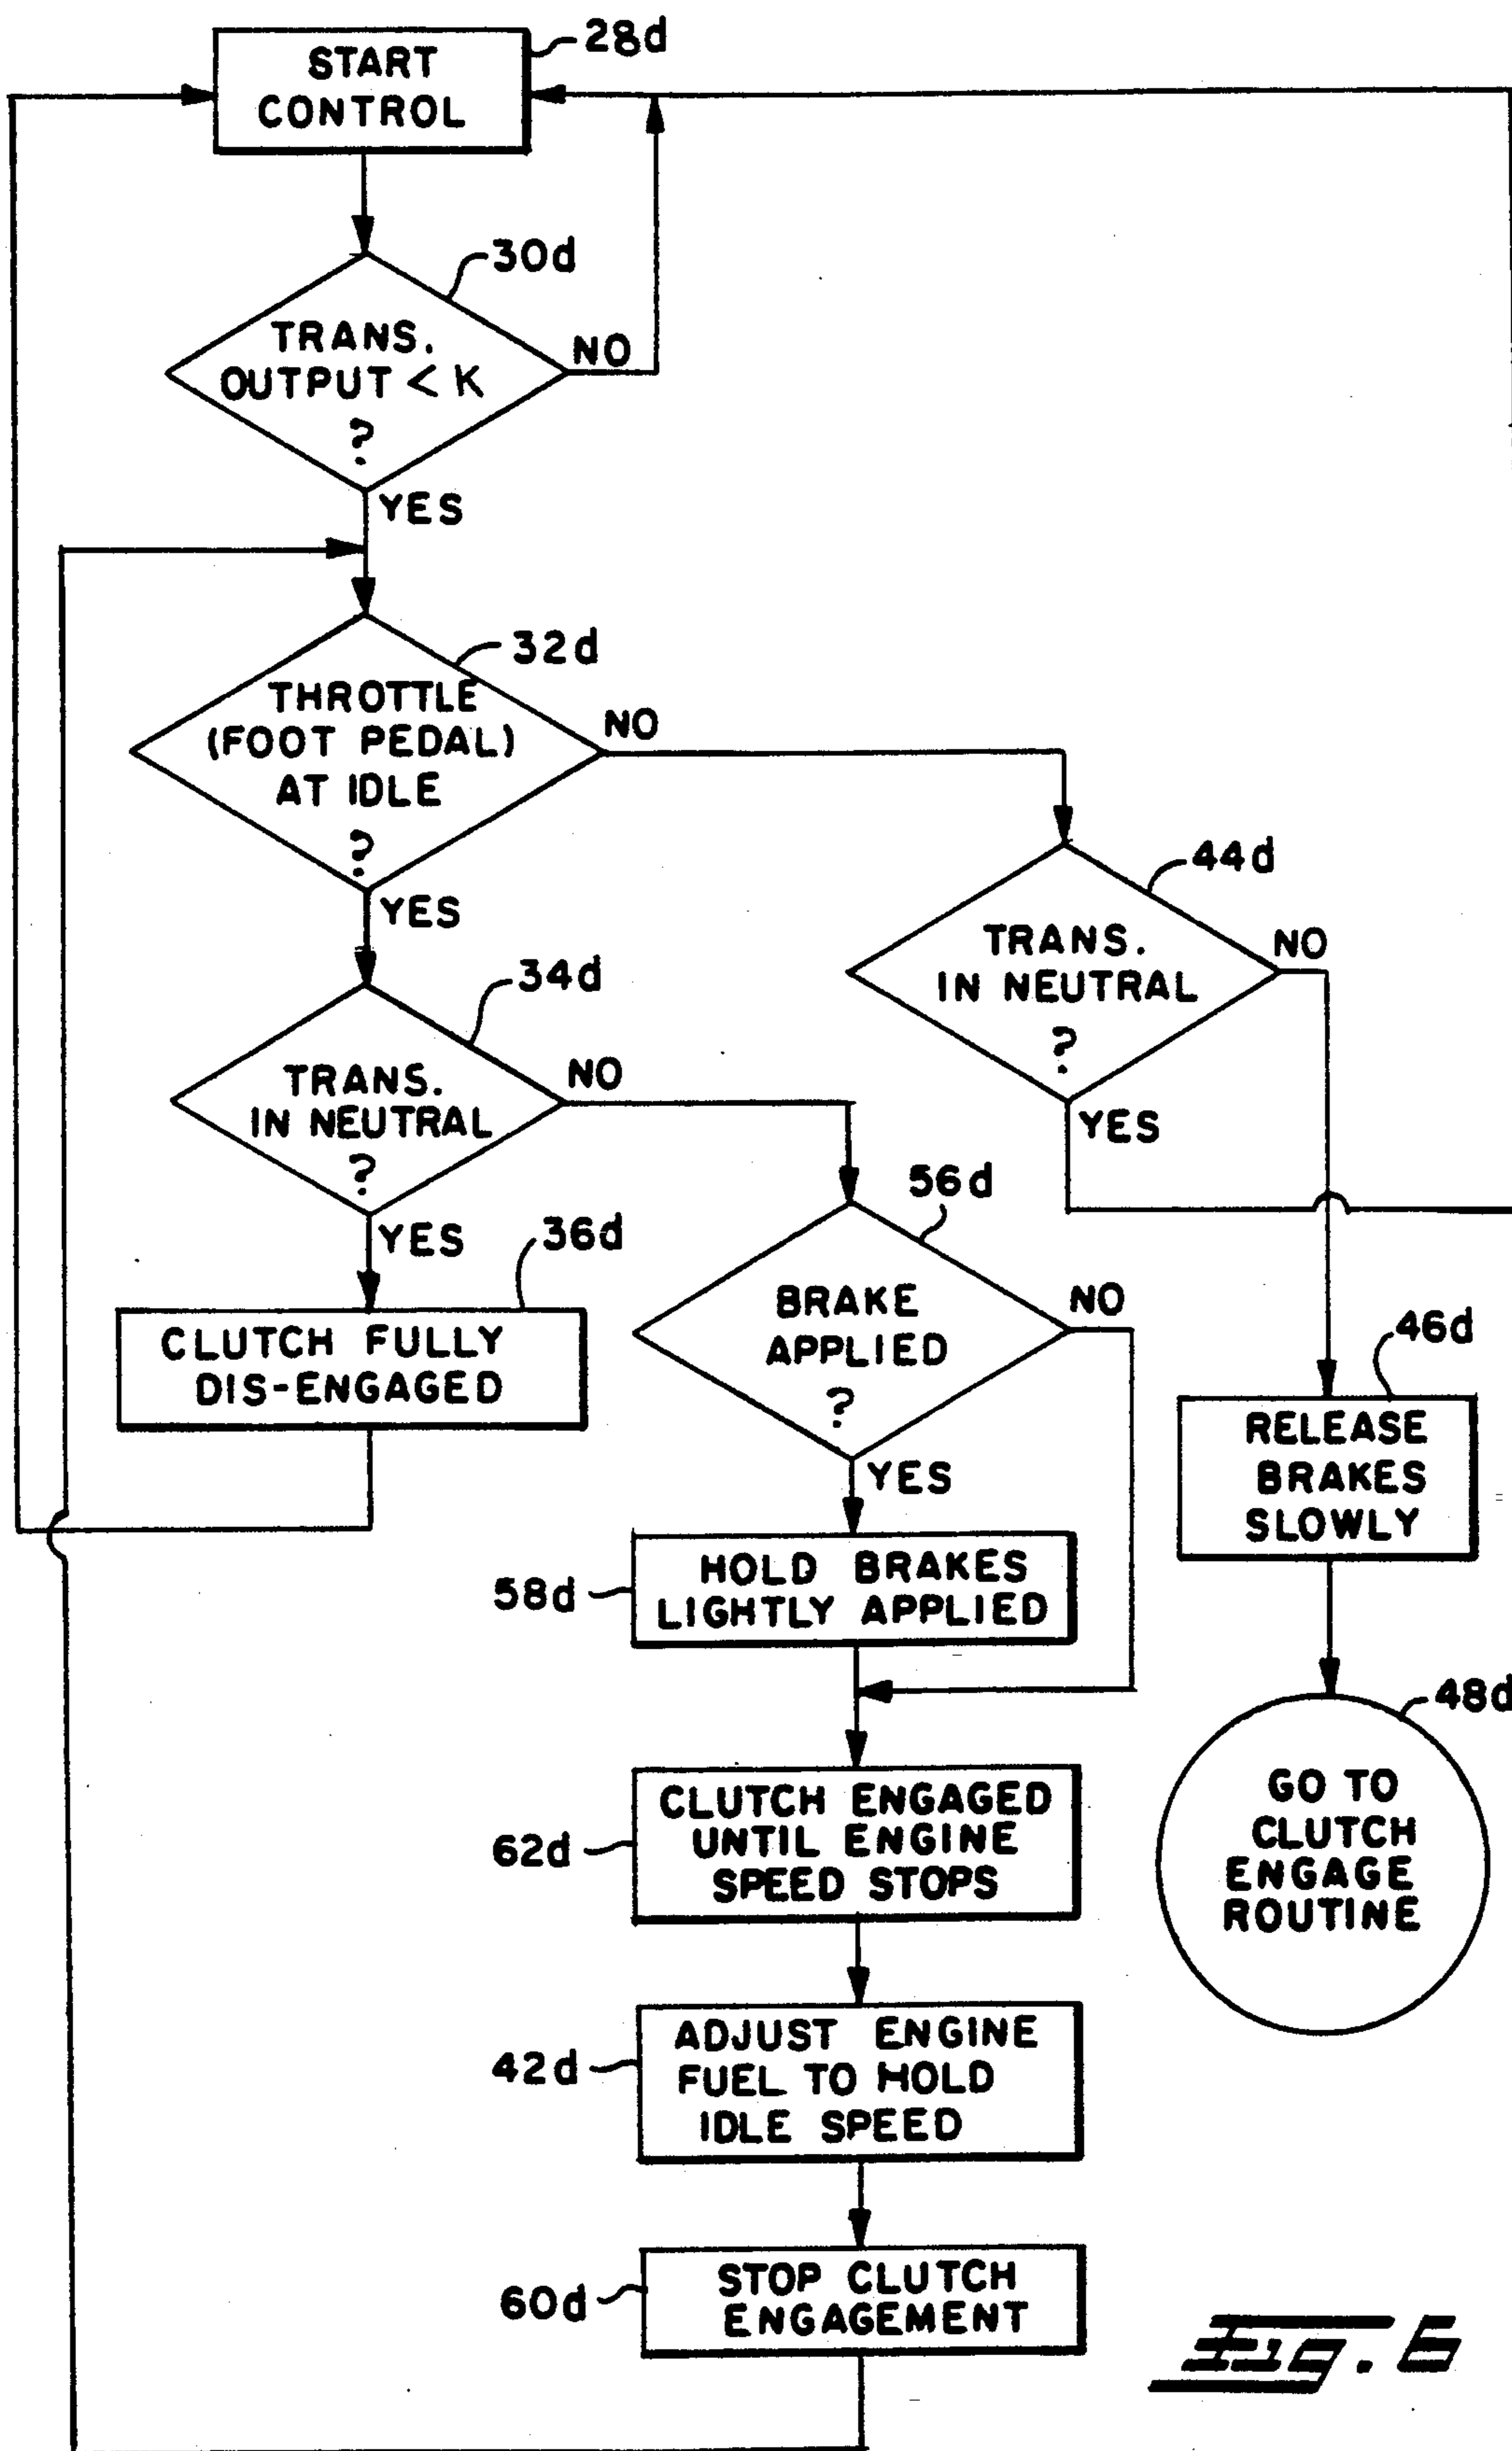 28d
START
CONTROL
30d
TRANS.
OUTPUT < K
?
NO
YES
32d
THROTTLE
(FOOT PEDAL)
AT IDLE
?
NO
YES
44d
TRANS.
IN NEUTRAL
?
NO
YES
34d
TRANS.
IN NEUTRAL
?
NO
YES
36d
CLUTCH FULLY
DIS-ENGAGED
56d
BRAKE
APPLIED
?
NO
YES
46d
RELEASE
BRAKES
SLOWLY
58d
HOLD BRAKES
LIGHTLY APPLIED
48d
GO TO
CLUTCH
ENGAGE
ROUTINE
62d
CLUTCH ENGAGED
UNTIL ENGINE
SPEED STOPS
42d
ADJUST ENGINE
FUEL TO HOLD
IDLE SPEED
60d
STOP CLUTCH
ENGAGEMENT
Fig. 6